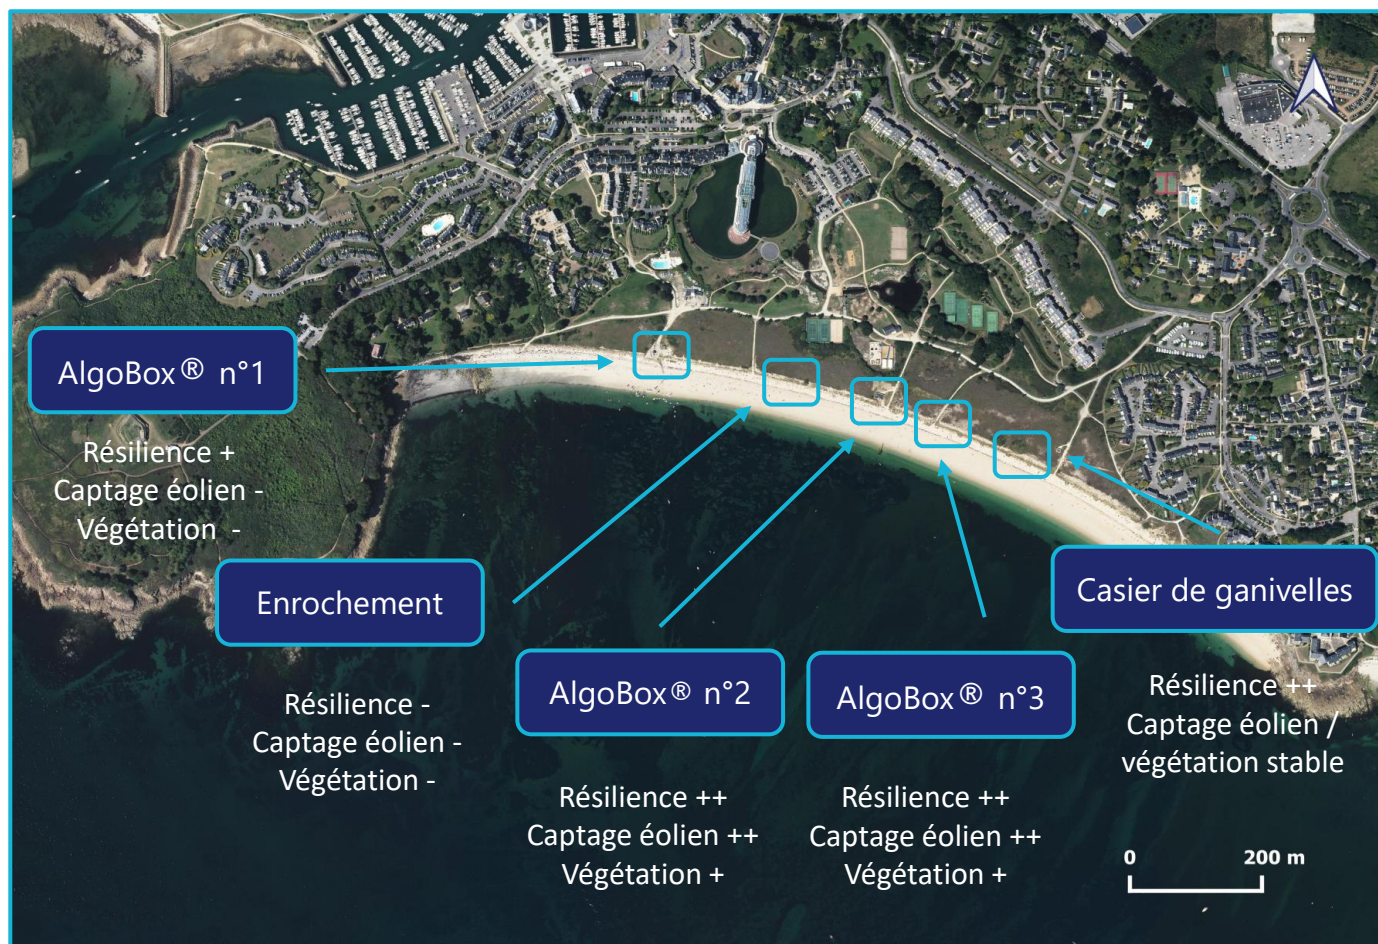 AlgoBox® n°1
Résilience +
Captage éolien -
Végétation -
Enrochement
Résilience -
Captage éolien -
Végétation -
AlgoBox® n°2
Résilience ++
Captage éolien ++
Végétation +
AlgoBox® n°3
Résilience ++
Captage éolien ++
Végétation +
Casier de ganivelles
Résilience ++
Captage éolien /
végétation stable
0 200 m